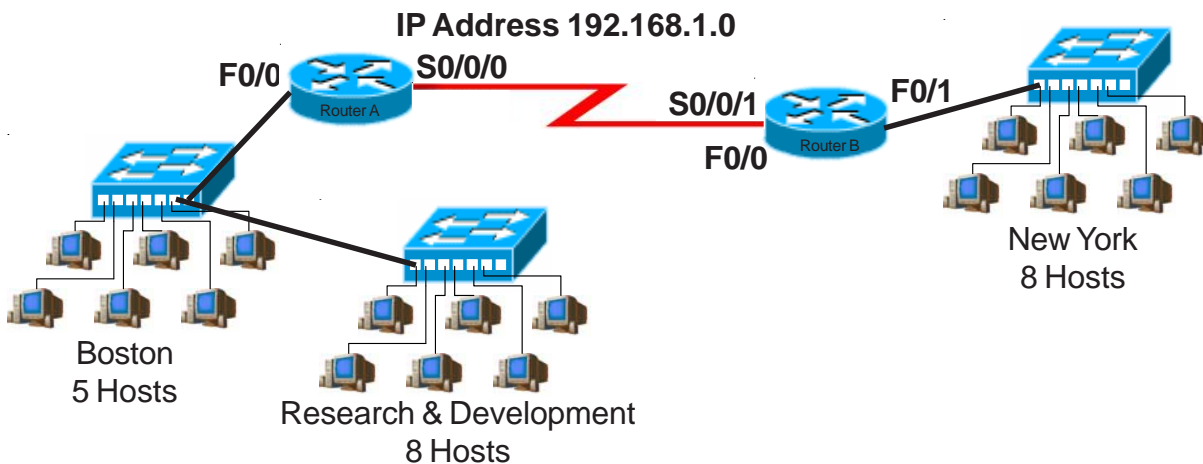 IP Address 192.168.1.0
F0/0
S0/0/0
Router A
S0/0/1
F0/1
Router B
F0/0
New York
8 Hosts
Boston
5 Hosts
Research & Development
8 Hosts